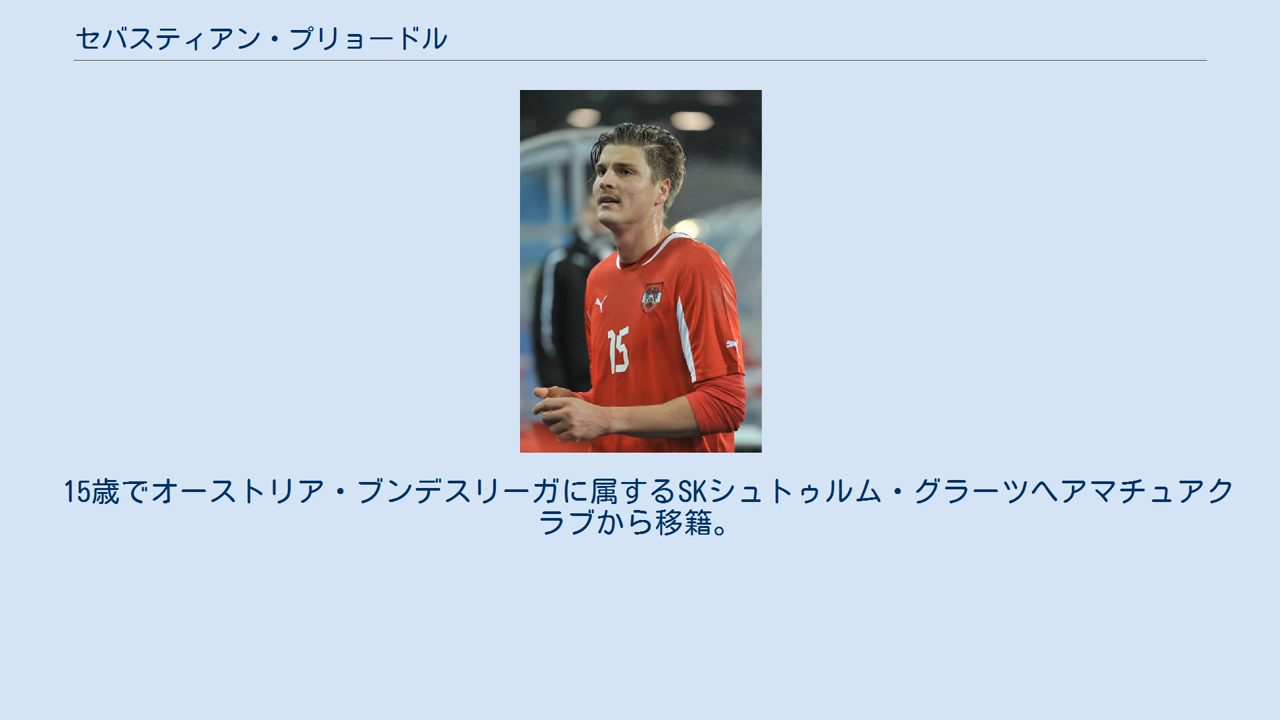 セバスティアン・プリョードル
15
15歳でオーストリア・ブンデスリーガに属するSKシュトゥルム・グラーツへアマチュアク
ラブから移籍。